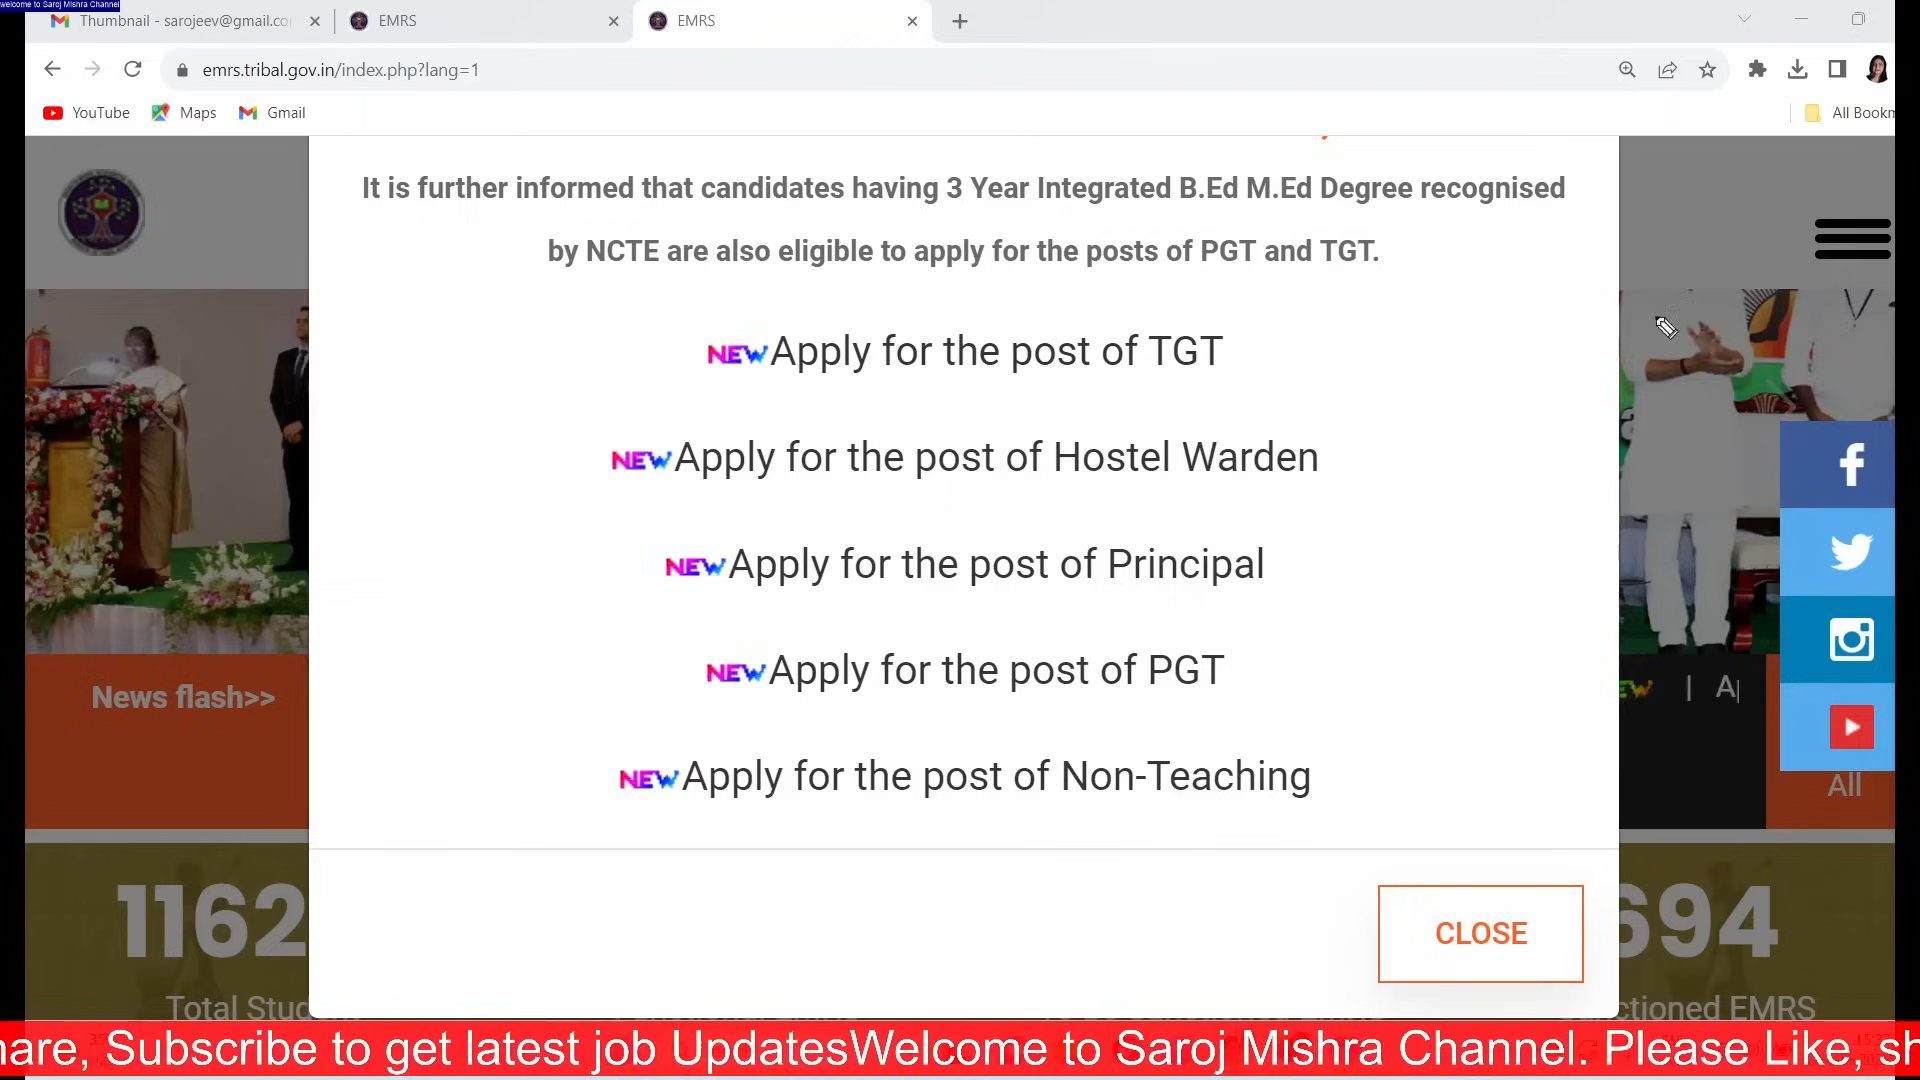 welcome to Saroj Mishra Channel
Thumbnail - sarojeev@gmail.co
EMRS
EMRS
emrs.tribal.gov.in/index.php?lang=1
YouTube
Maps
Gmail
All Bookm
It is further informed that candidates having 3 Year Integrated B.Ed M.Ed Degree recognised
by NCTE are also eligible to apply for the posts of PGT and TGT.
NEW Apply for the post of TGT
NEW Apply for the post of Hostel Warden
NEW Apply for the post of Principal
NEW Apply for the post of PGT
NEW Apply for the post of Non-Teaching
News flash>>
EW | A|
All
CLOSE
1162
694
Total Stud
nctioned EMRS
hare, Subscribe to get latest job UpdatesWelcome to Saroj Mishra Channel. Please Like, sh